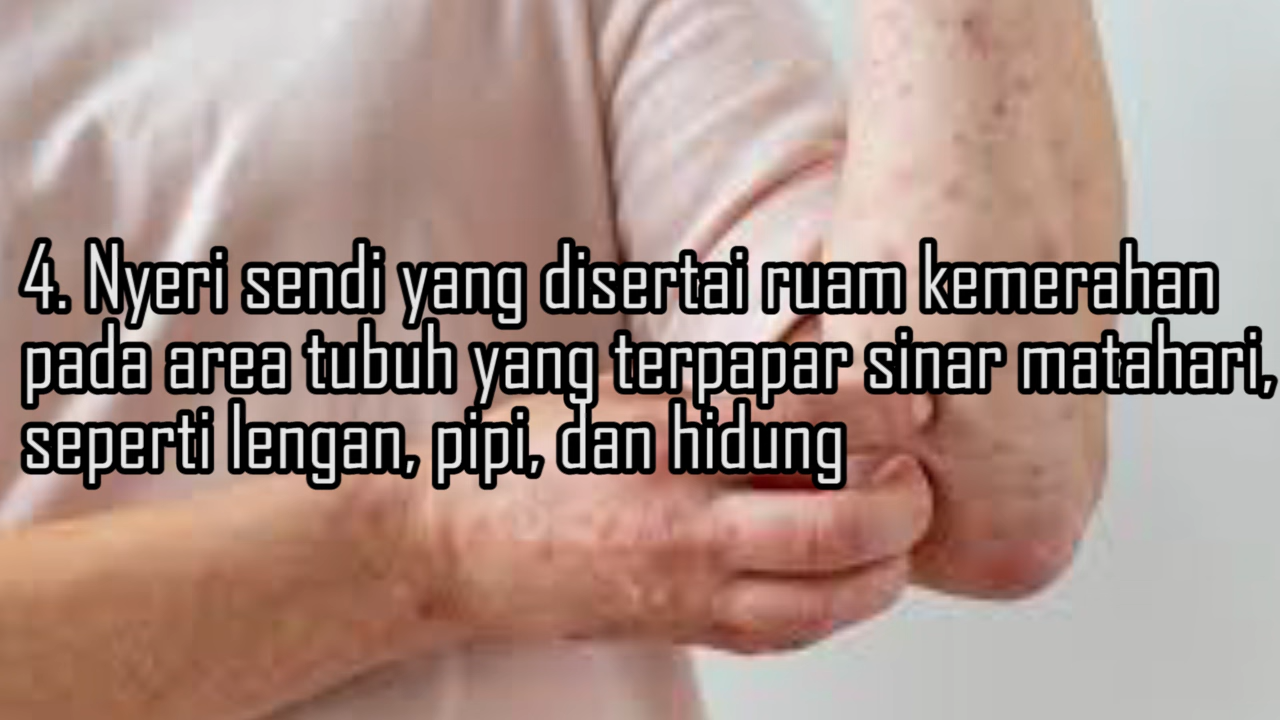 4. Nyeri sendi yang disertai ruam kemerahan
pada area tubuh yang terpapar sinar matahari,
seperti lengan, pipi, dan hidung